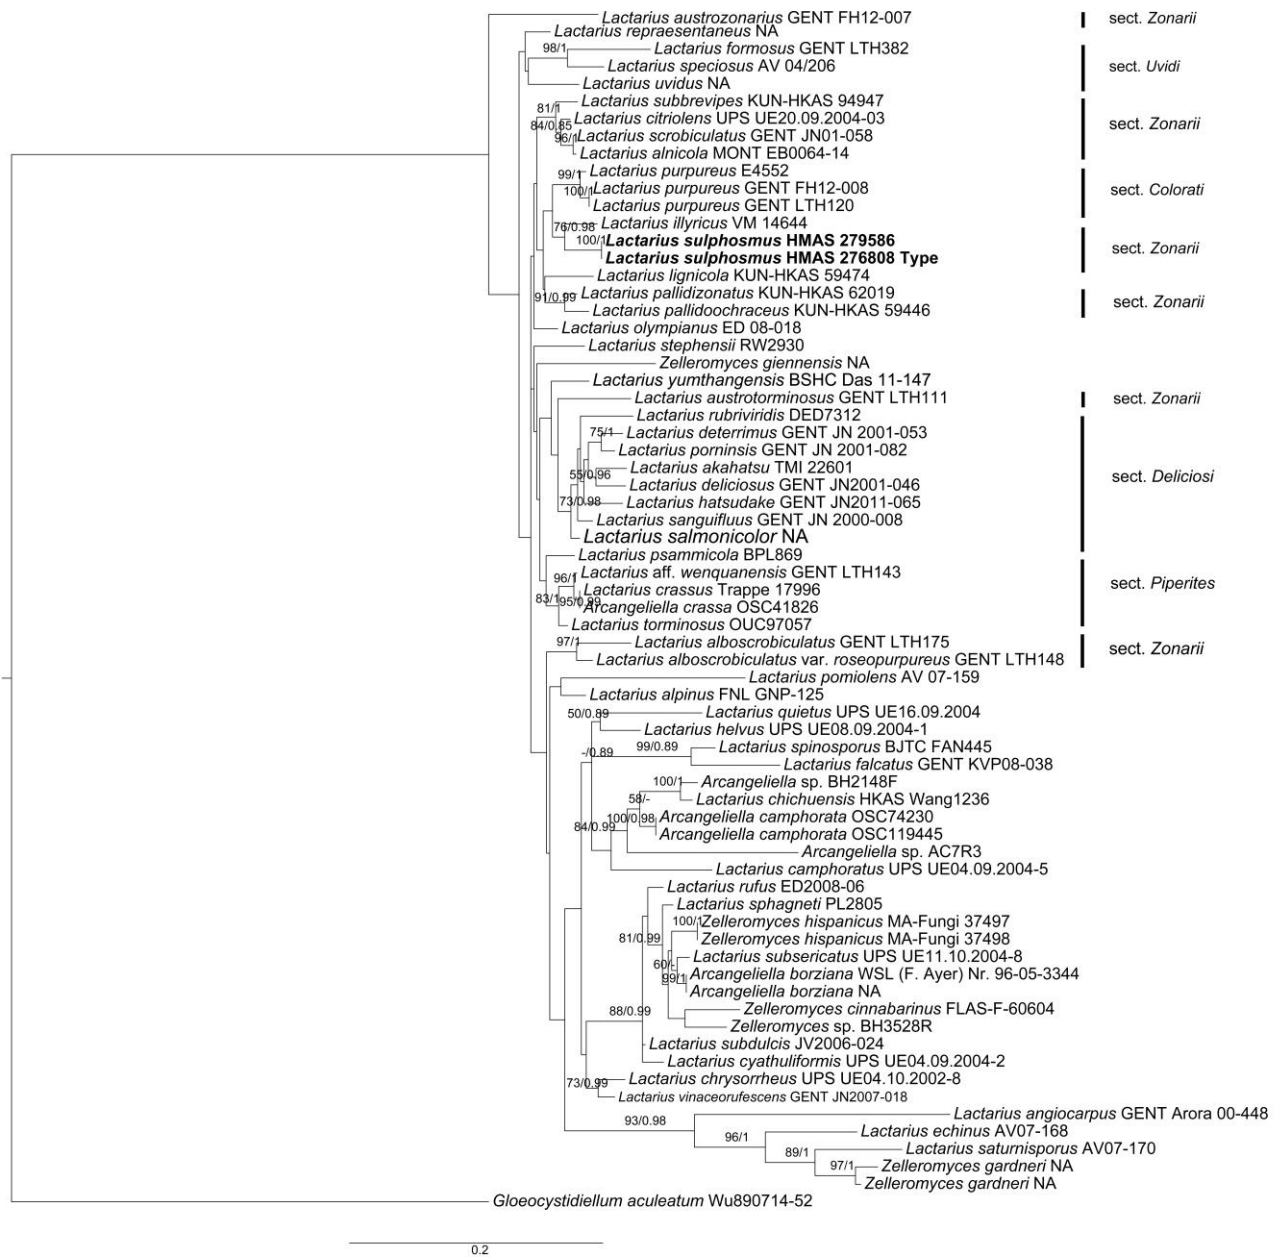 Lactarius austrozonarius GENT FH12-007 sect. Zonarii
Lactarius repraesentaneus NA
98/1 Lactarius formosus GENT LTH382
Lactarius speciosus AV 04/206 sect. Uvidi
Lactarius uvidus NA
Lactarius subbrevipes KUN-HKAS 94947
81/1
Lactarius citriolens UPS UE20.09.2004-03 sect. Zonarii
84/0.85
Lactarius scrobiculatus GENT JN01-058
96/1
Lactarius alnicola MONT EB0064-14
Lactarius purpureus E4552
99/1
Lactarius purpureus GENT FH12-008 sect. Colorati
100/1
Lactarius purpureus GENT LTH120
Lactarius illyricus VM 14644
76/0.98
100/1 Lactarius sulphosmus HMAS 279586 sect. Zonarii
Lactarius sulphosmus HMAS 276808 Type
Lactarius lignicola KUN-HKAS 59474
91/0.99 Lactarius pallidizonatus KUN-HKAS 62019 sect. Zonarii
Lactarius pallidoochraceus KUN-HKAS 59446
Lactarius olympianus ED 08-018
Lactarius stephensii RW2930
Zelleromyces giennensis NA
Lactarius yumthangensis BSHC Das 11-147
Lactarius austrotorminosus GENT LTH111 sect. Zonarii
Lactarius rubriviridis DED7312
75/1 Lactarius deterrimus GENT JN 2001-053
Lactarius porninsis GENT JN 2001-082
Lactarius akahatsu TMI 22601
55/0.96 sect. Deliciosi
Lactarius deliciosus GENT JN2001-046
73/0.98 Lactarius hatsudake GENT JN2011-065
Lactarius sanguifluus GENT JN 2000-008
Lactarius salmonicolor NA
Lactarius psammicola BPL869
96/1 Lactarius aff. wenquanensis GENT LTH143
Lactarius crassus Trappe 17996 sect. Piperites
83/1 95/0.99
Arcangeliella crassa OSC41826
Lactarius torminosus OUC97057
97/1 Lactarius alboscrobiculatus GENT LTH175 sect. Zonarii
Lactarius alboscrobiculatus var. roseopurpureus GENT LTH148
Lactarius pomiolens AV 07-159
Lactarius alpinus FNL GNP-125
50/0.89 Lactarius quietus UPS UE16.09.2004
Lactarius helvus UPS UE08.09.2004-1
-/0.89 99/0.89 Lactarius spinosporus BJTC FAN445
Lactarius falcatus GENT KVP08-038
100/1 Arcangeliella sp. BH2148F
58/- Lactarius chichuensis HKAS Wang1236
100/0.98 Arcangeliella camphorata OSC74230
84/0.99 Arcangeliella camphorata OSC119445
Arcangeliella sp. AC7R3
Lactarius camphoratus UPS UE04.09.2004-5
Lactarius rufus ED2008-06
Lactarius sphagneti PL2805
100/1 Zelleromyces hispanicus MA-Fungi 37497
81/0.99 Zelleromyces hispanicus MA-Fungi 37498
60/- Lactarius subsericatus UPS UE11.10.2004-8
99/1 Arcangeliella borziana WSL (F. Ayer) Nr. 96-05-3344
Arcangeliella borziana NA
88/0.99 Zelleromyces cinnabarinus FLAS-F-60604
Zelleromyces sp. BH3528R
Lactarius subdulcis JV2006-024
Lactarius cyathuliformis UPS UE04.09.2004-2
73/0.99 Lactarius chrysorrheus UPS UE04.10.2002-8
Lactarius vinaceorufescens GENT JN2007-018
93/0.98 Lactarius angiocarpus GENT Arora 00-448
96/1 Lactarius echinus AV07-168
89/1 Lactarius saturnisporus AV07-170
97/1 Zelleromyces gardneri NA
Zelleromyces gardneri NA
Gloeocystidiellum aculeatum Wu890714-52
0.2